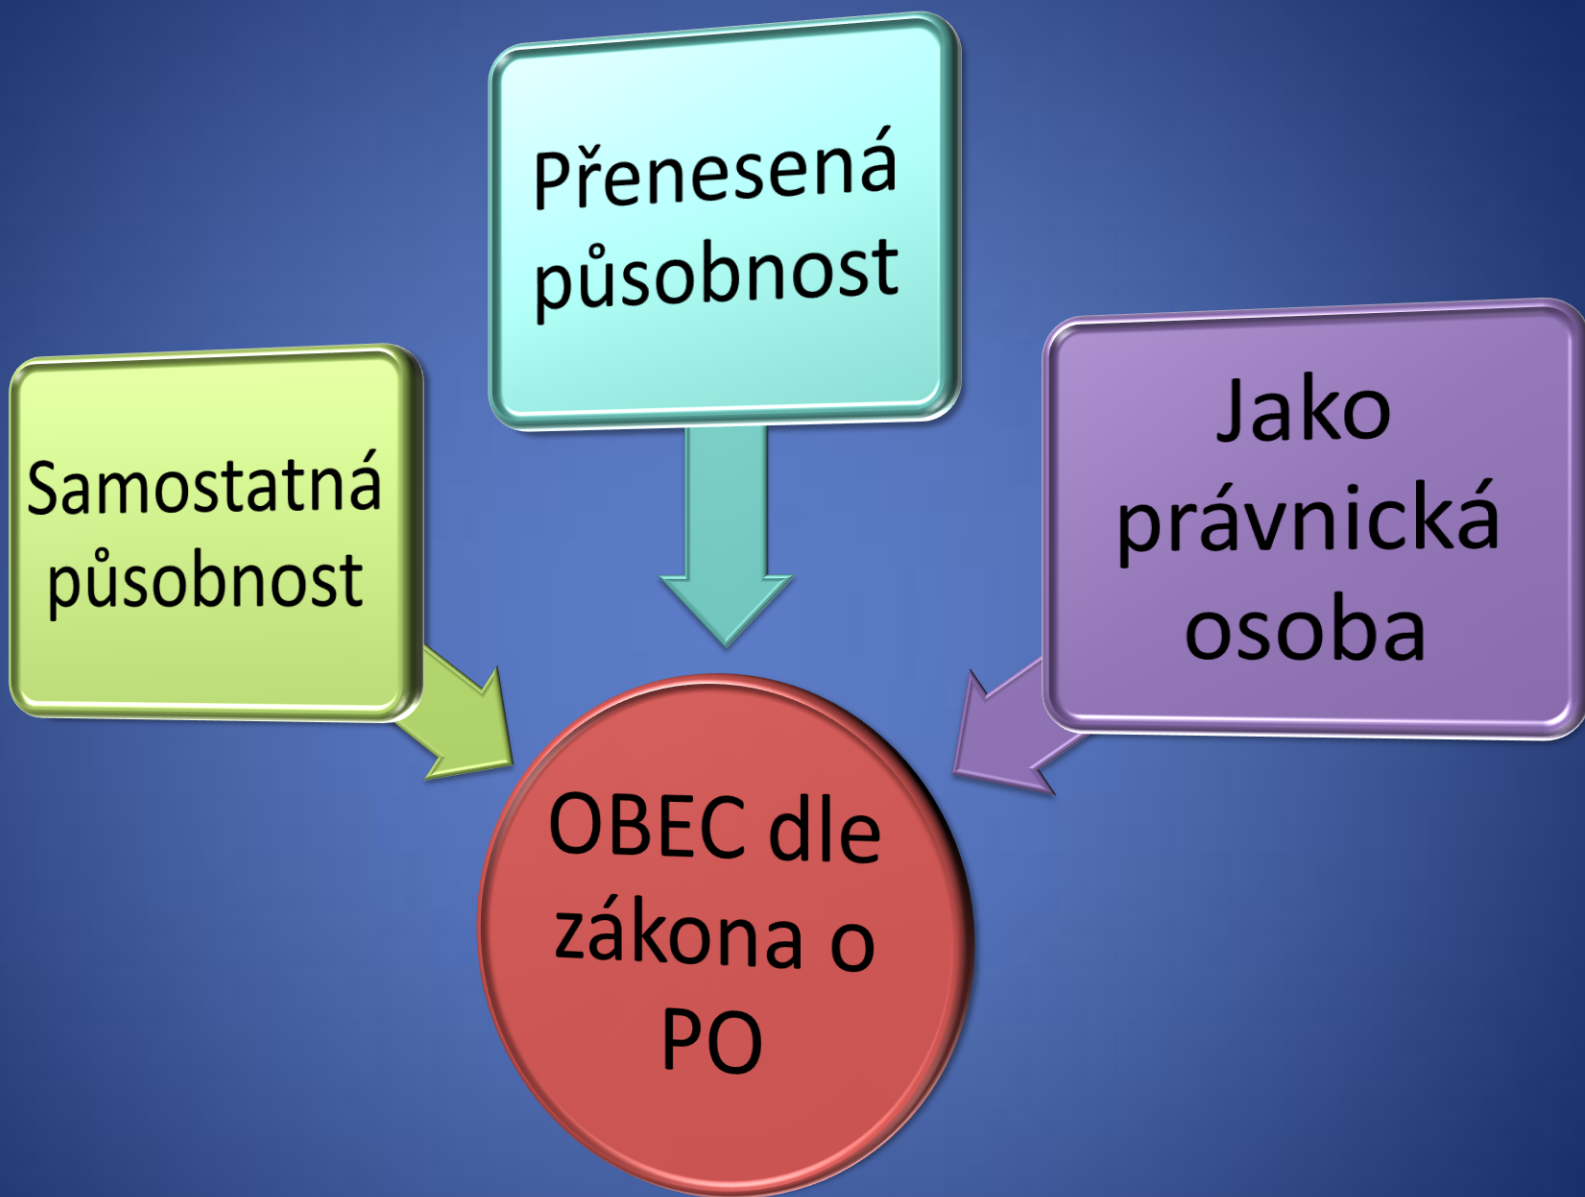 Přenesená
působnost
Samostatná
působnost
Jako
právnická
osoba
OBEC dle
zákona o
PO